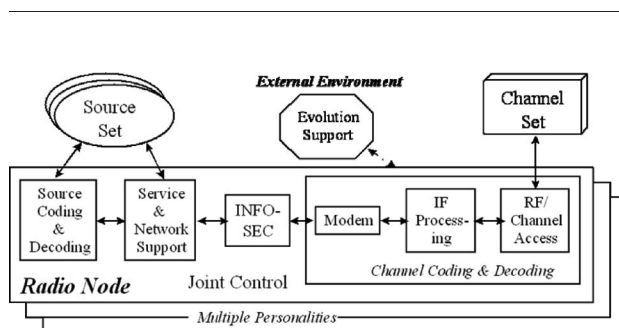 External Environment
Source
Set
Evolution
Support
Channel
Set
Source
Coding
&
Decoding
Service
&
Network
Support
INFO-
SEC
Modem
IF
Process-
ing
RF/
Channel
Access
Channel Coding & Decoding
Radio Node
Joint Control
Multiple Personalities